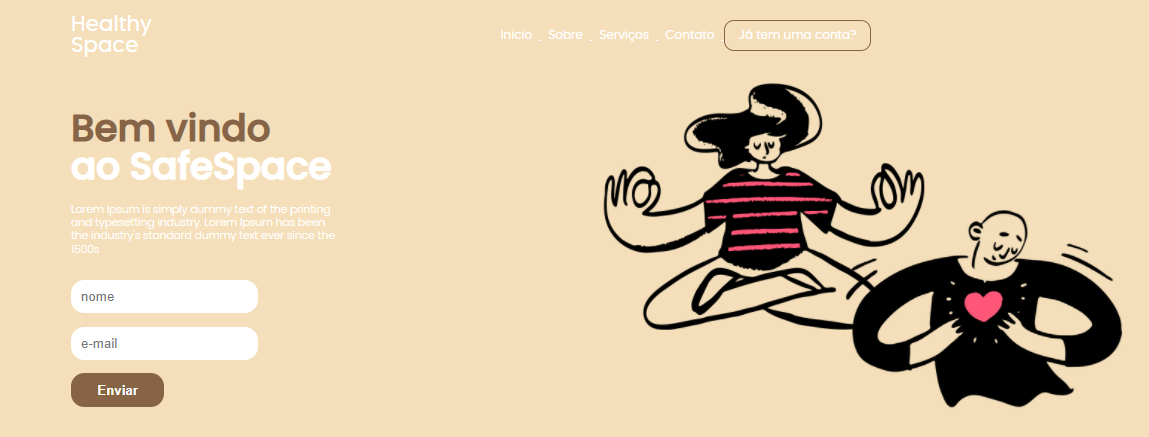 Healthy
Space
Início - Sobre - Serviços - Contato - Já tem uma conta?
Bem vindo
ao SafeSpace
Lorem Ipsum is simply dummy text of the printing
and typesetting industry. Lorem Ipsum has been
the industry's standard dummy text ever since the
1500s
nome
e-mail
Enviar